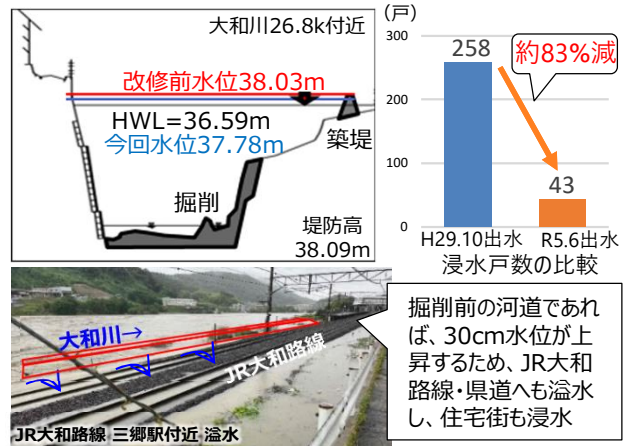 大和川26.8k付近
改修前水位38.03m
HWL=36.59m
今回水位37.78m
築堤
掘削
堤防高
38.09m
(戸)
300
200
100
0
258
約83%減
43
H29.10出水
R5.6出水
浸水戸数の比較
大和川→
JR大和路線
JR大和路線 三郷駅付近 溢水
掘削前の河道であれ
ば、30cm水位が上
昇するため、JR大和
路線・県道へも溢水
し、住宅街も浸水